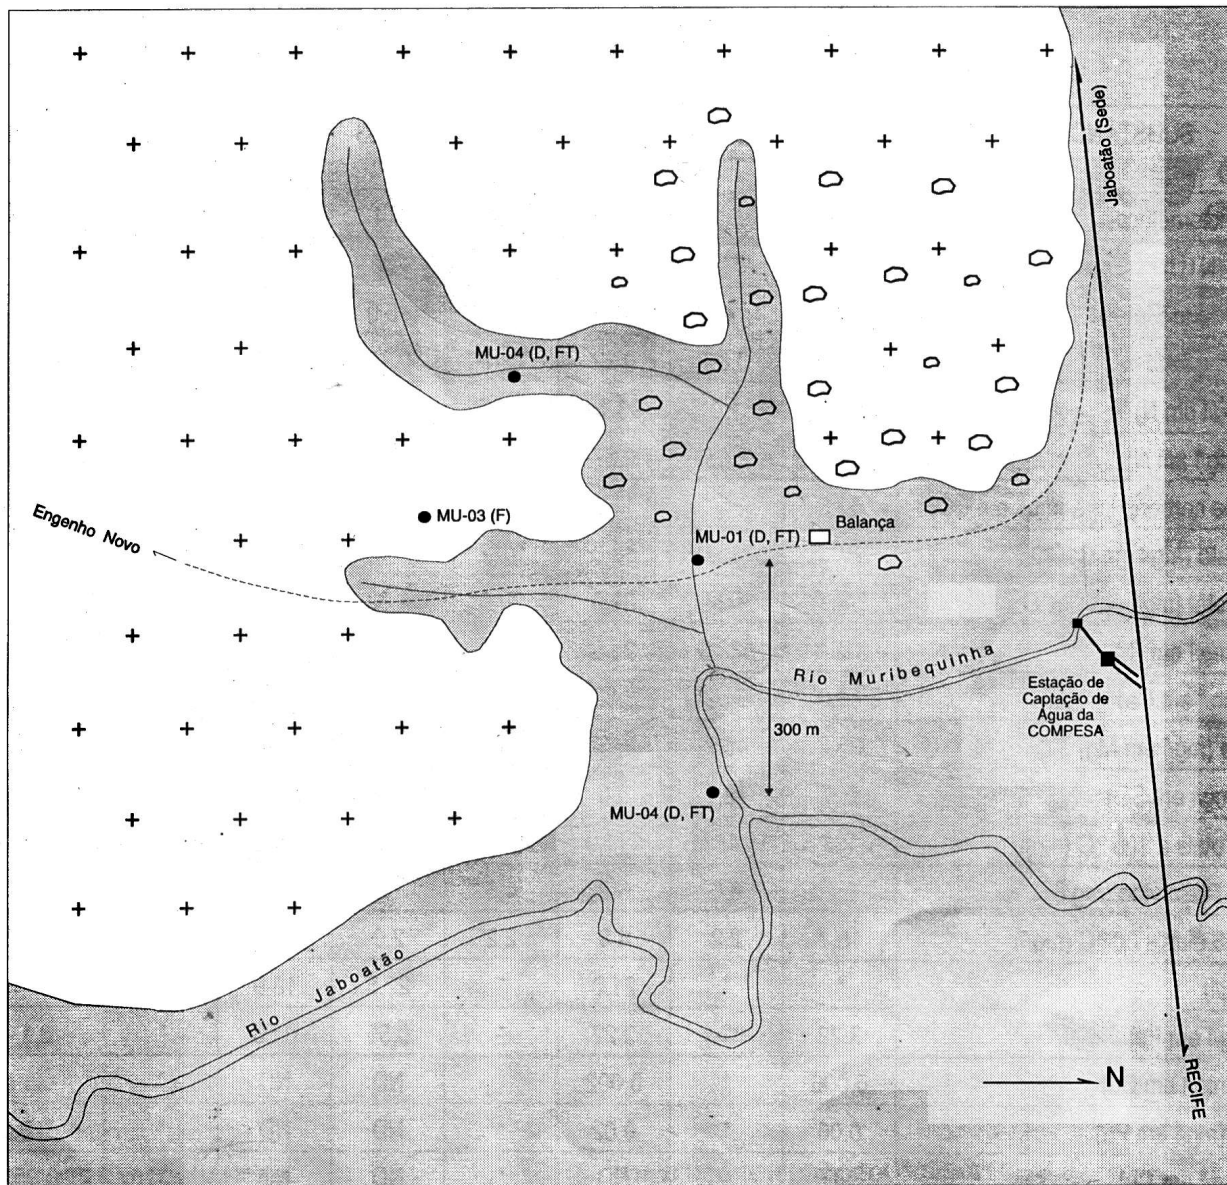 Jaboatão (Sede)
MU-04 (D, FT)
Engenho Novo
MU-03 (F)
Balança
MU-01 (D, FT)
Rio Muribequinha
Estação de
Captação de
Água da
COMPESA
300 m
MU-04 (D, FT)
Rio Jaboatão
N
RECIFE